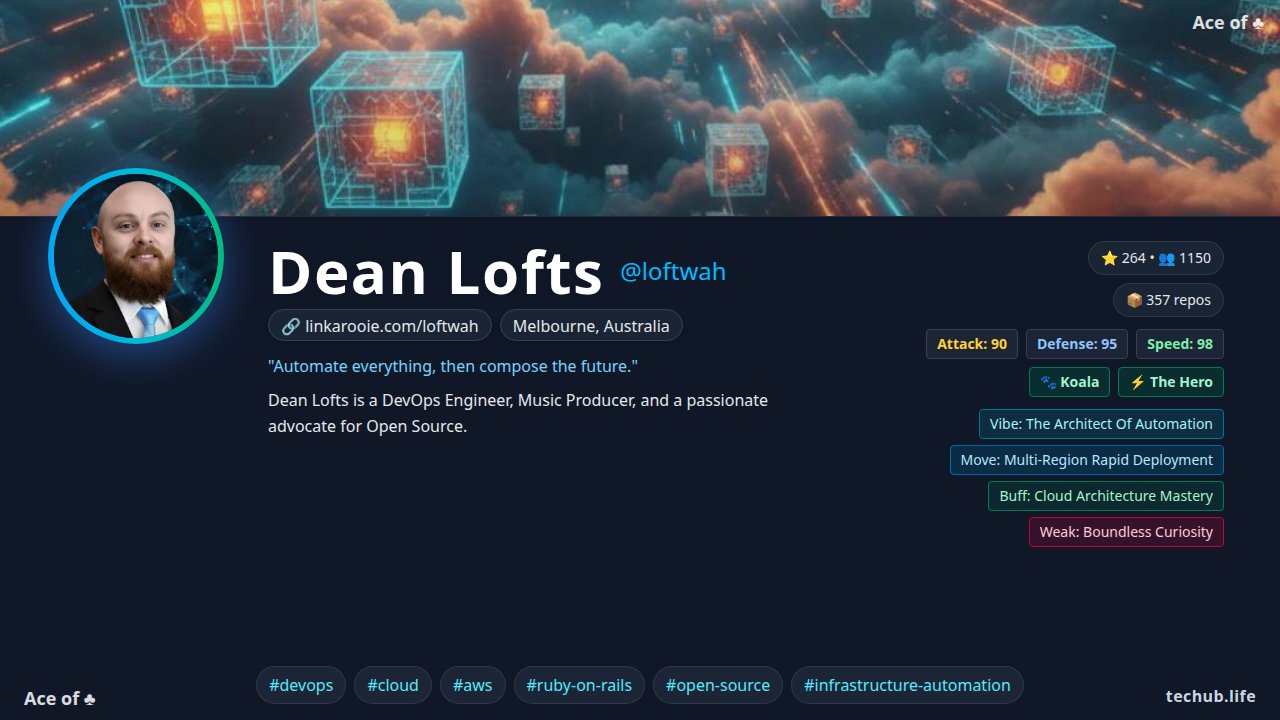 Ace of ♣
Dean Lofts @loftwah
🔗 linkarooie.com/loftwah
Melbourne, Australia
"Automate everything, then compose the future."
Dean Lofts is a DevOps Engineer, Music Producer, and a passionate
advocate for Open Source.
⭐ 264 • 👥 1150
📦 357 repos
Attack: 90
Defense: 95
Speed: 98
🐾 Koala
⚡ The Hero
Vibe: The Architect Of Automation
Move: Multi-Region Rapid Deployment
Buff: Cloud Architecture Mastery
Weak: Boundless Curiosity
#devops
#cloud
#aws
#ruby-on-rails
#open-source
#infrastructure-automation
Ace of ♣
techub.life